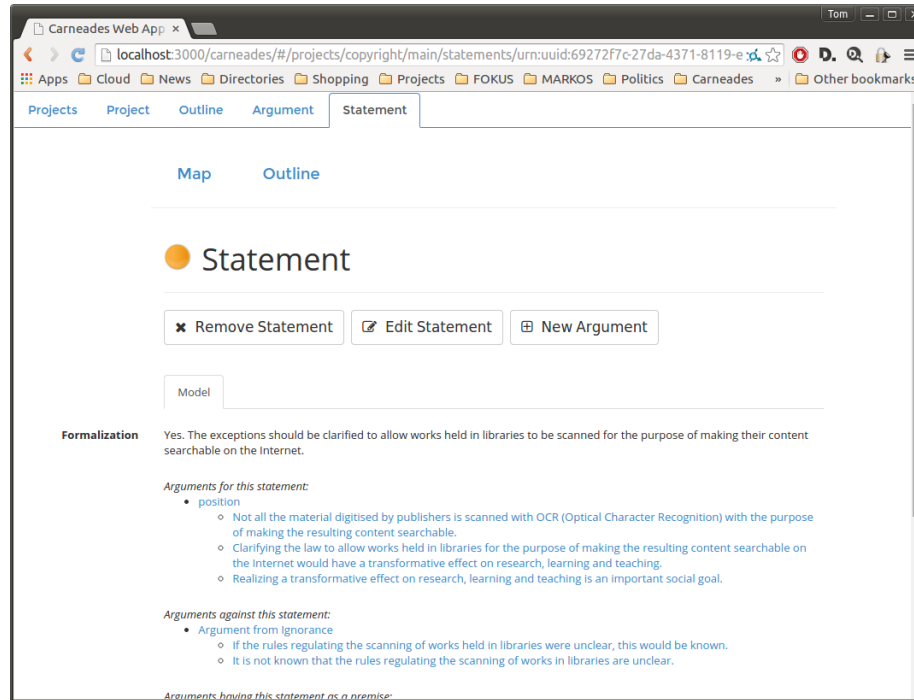 Tom
Carneades Web App ×
localhost:3000/carneades/#/projects/copyright/main/statements/urn:uuid:69272f7c-27da-4371-8119-e
Apps Cloud News Directories Shopping Projects FOKUS MARKOS Politics Carneades » Other bookmarks
Projects Project Outline Argument Statement
Map Outline
Statement
Remove Statement Edit Statement New Argument
Model
Formalization Yes. The exceptions should be clarified to allow works held in libraries to be scanned for the purpose of making their content
searchable on the Internet.
Arguments for this statement:
• position
◦ Not all the material digitised by publishers is scanned with OCR (Optical Character Recognition) with the purpose
of making the resulting content searchable.
◦ Clarifying the law to allow works held in libraries for the purpose of making the resulting content searchable on
the Internet would have a transformative effect on research, learning and teaching.
◦ Realizing a transformative effect on research, learning and teaching is an important social goal.
Arguments against this statement:
• Argument from Ignorance
◦ If the rules regulating the scanning of works held in libraries were unclear, this would be known.
◦ It is not known that the rules regulating the scanning of works in libraries are unclear.
Arguments having this statement as a premise: